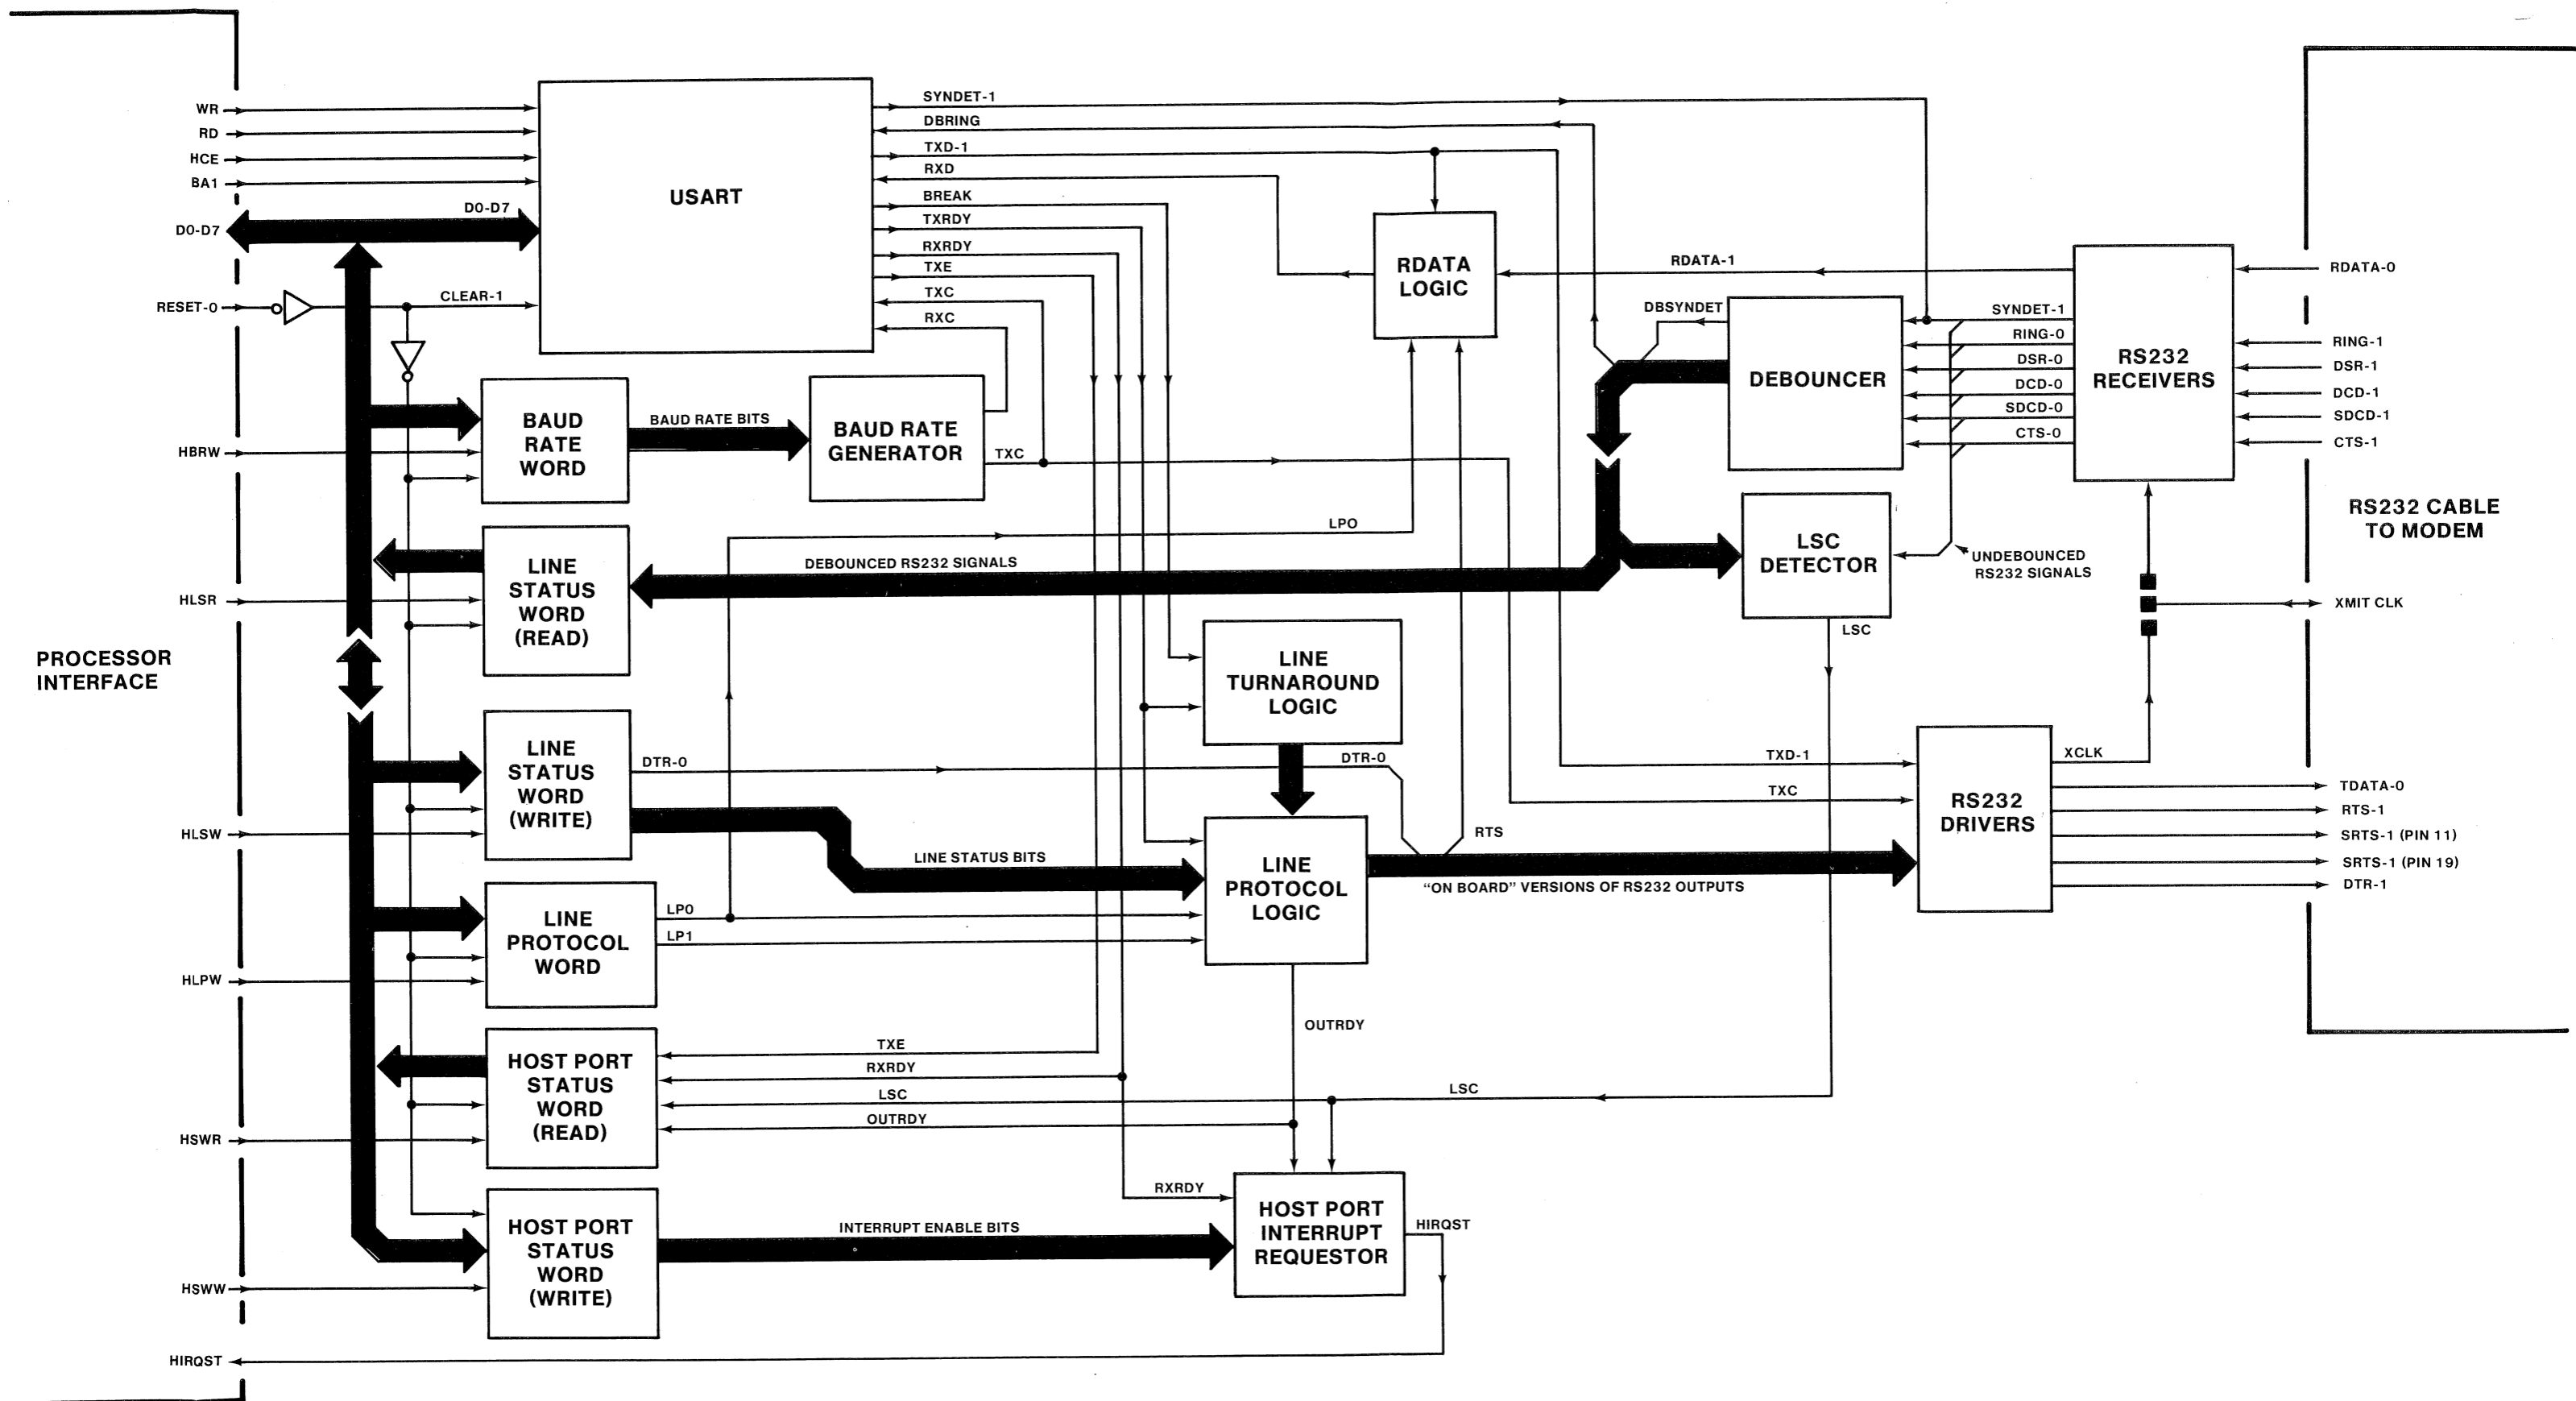 WR
RD
HCE
BA1
D0-D7
D0-D7
RESET-0
CLEAR-1
HBRW
HLSR
PROCESSOR
INTERFACE
HLSW
HLPW
HSWR
HSWW
HIRQST
USART
SYNDET-1
DBRING
TXD-1
RXD
BREAK
TXRDY
RXRDY
TXE
TXC
RXC
BAUD
RATE
WORD
BAUD RATE BITS
BAUD RATE
GENERATOR
TXC
RDATA
LOGIC
RDATA-1
DBSYNDET
DEBOUNCER
SYNDET-1
RING-0
DSR-0
DCD-0
SDCD-0
CTS-0
RS232
RECEIVERS
RDATA-0
RING-1
DSR-1
DCD-1
SDCD-1
CTS-1
RS232 CABLE
TO MODEM
LINE
STATUS
WORD
(READ)
LPO
DEBOUNCED RS232 SIGNALS
LSC
DETECTOR
UNDEBOUNCED
RS232 SIGNALS
XMIT CLK
LSC
LINE
TURNAROUND
LOGIC
LINE
STATUS
WORD
(WRITE)
DTR-0
DTR-0
LINE STATUS BITS
RTS
TXD-1
TXC
RS232
DRIVERS
XCLK
TDATA-0
RTS-1
SRTS-1 (PIN 11)
SRTS-1 (PIN 19)
DTR-1
LINE
PROTOCOL
LOGIC
"ON BOARD" VERSIONS OF RS232 OUTPUTS
LINE
PROTOCOL
WORD
LP0
LP1
OUTRDY
HOST PORT
STATUS
WORD
(READ)
TXE
RXRDY
LSC
LSC
OUTRDY
HOST PORT
STATUS
WORD
(WRITE)
INTERRUPT ENABLE BITS
RXRDY
HOST PORT
INTERRUPT
REQUESTOR
HIRQST